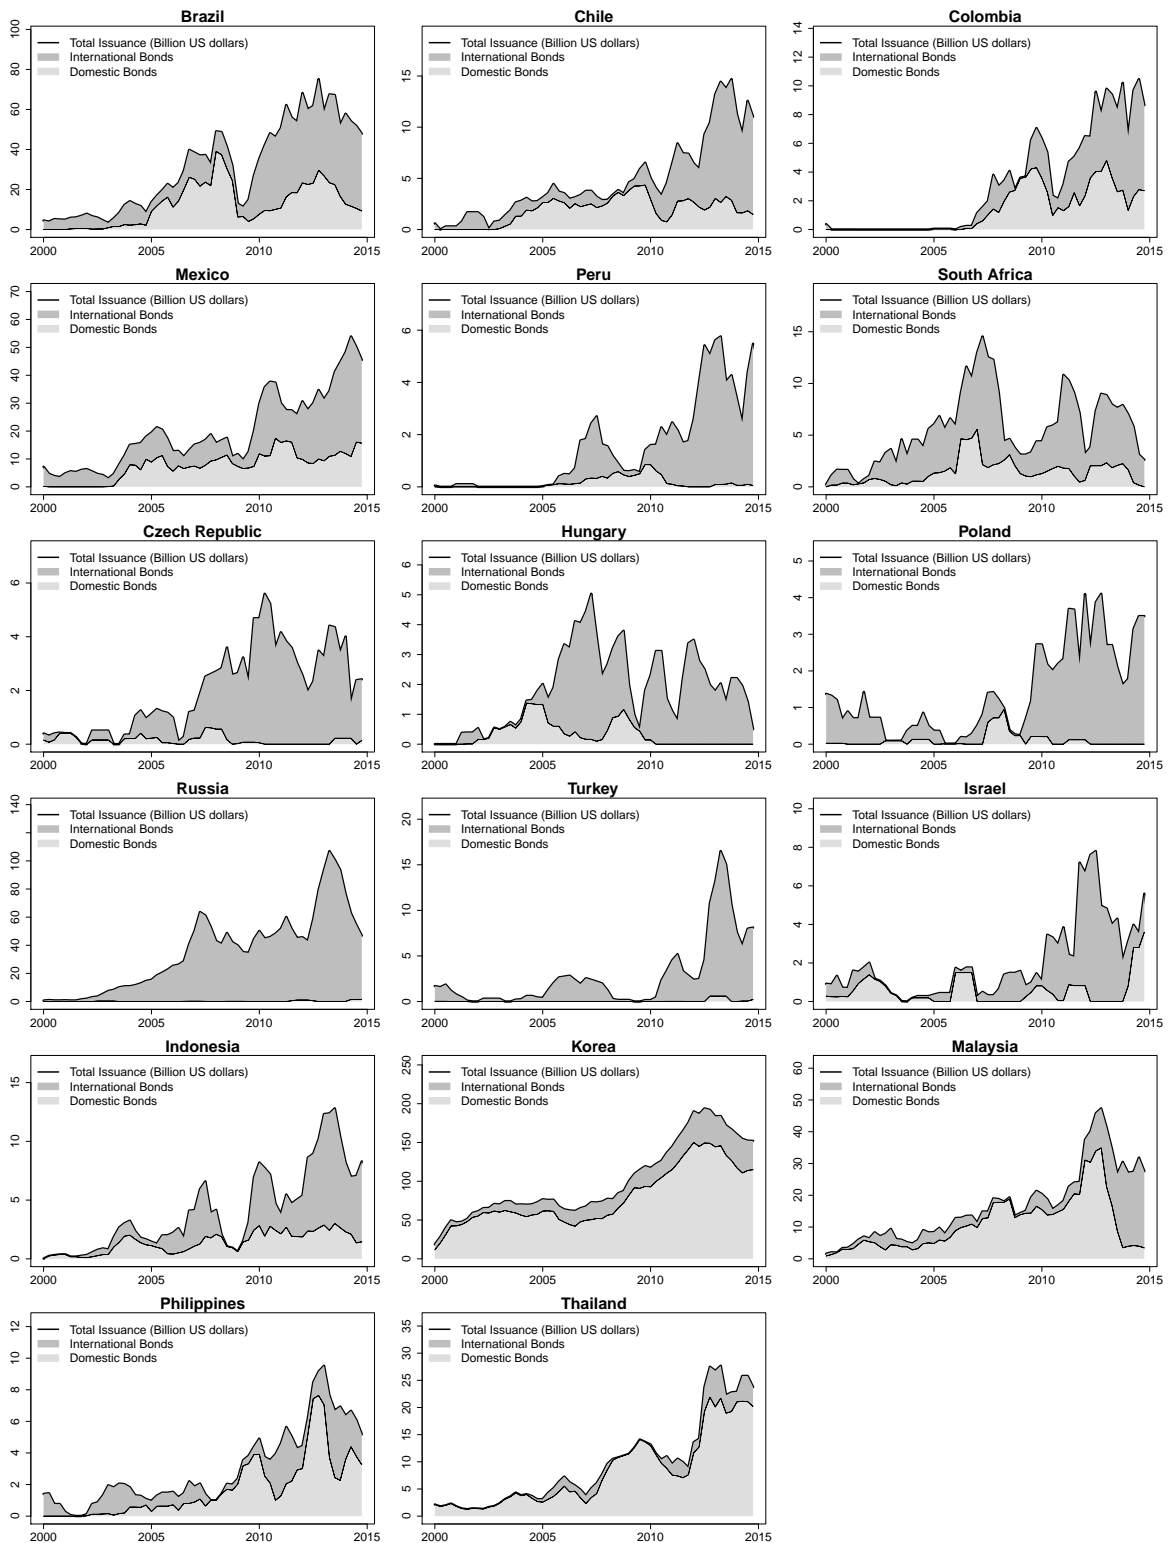 Brazil
Total Issuance (Billion US dollars)
International Bonds
Domestic Bonds
0 20 40 60 80 100
2000 2005 2010 2015
Chile
Total Issuance (Billion US dollars)
International Bonds
Domestic Bonds
0 5 10 15
2000 2005 2010 2015
Colombia
Total Issuance (Billion US dollars)
International Bonds
Domestic Bonds
0 2 4 6 8 10 12 14
2000 2005 2010 2015
Mexico
Total Issuance (Billion US dollars)
International Bonds
Domestic Bonds
0 10 20 30 40 50 60 70
2000 2005 2010 2015
Peru
Total Issuance (Billion US dollars)
International Bonds
Domestic Bonds
0 2 4 6
2000 2005 2010 2015
South Africa
Total Issuance (Billion US dollars)
International Bonds
Domestic Bonds
0 5 10 15
2000 2005 2010 2015
Czech Republic
Total Issuance (Billion US dollars)
International Bonds
Domestic Bonds
0 2 4 6
2000 2005 2010 2015
Hungary
Total Issuance (Billion US dollars)
International Bonds
Domestic Bonds
0 1 2 3 4 5 6
2000 2005 2010 2015
Poland
Total Issuance (Billion US dollars)
International Bonds
Domestic Bonds
0 1 2 3 4 5
2000 2005 2010 2015
Russia
Total Issuance (Billion US dollars)
International Bonds
Domestic Bonds
0 20 40 60 80 100 140
2000 2005 2010 2015
Turkey
Total Issuance (Billion US dollars)
International Bonds
Domestic Bonds
0 5 10 15 20
2000 2005 2010 2015
Israel
Total Issuance (Billion US dollars)
International Bonds
Domestic Bonds
0 2 4 6 8 10
2000 2005 2010 2015
Indonesia
Total Issuance (Billion US dollars)
International Bonds
Domestic Bonds
0 5 10 15
2000 2005 2010 2015
Korea
Total Issuance (Billion US dollars)
International Bonds
Domestic Bonds
0 50 100 150 200 250
2000 2005 2010 2015
Malaysia
Total Issuance (Billion US dollars)
International Bonds
Domestic Bonds
0 10 20 30 40 50 60
2000 2005 2010 2015
Philippines
Total Issuance (Billion US dollars)
International Bonds
Domestic Bonds
0 2 4 6 8 10 12
2000 2005 2010 2015
Thailand
Total Issuance (Billion US dollars)
International Bonds
Domestic Bonds
0 5 10 15 20 25 30 35
2000 2005 2010 2015